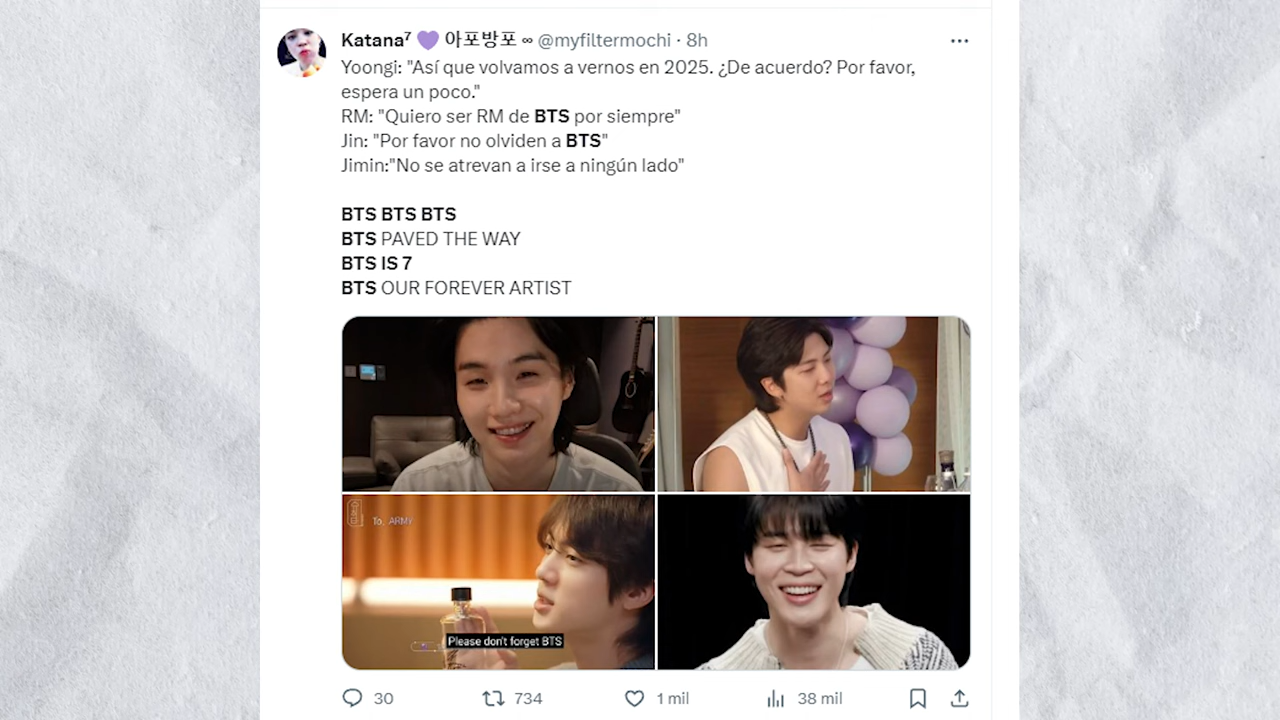 Katana⁷ 💜 아포방포 ∞ @myfiltermochi · 8h
Yoongi: "Así que volvamos a vernos en 2025. ¿De acuerdo? Por favor,
espera un poco."
RM: "Quiero ser RM de BTS por siempre"
Jin: "Por favor no olviden a BTS"
Jimin:"No se atrevan a irse a ningún lado"
BTS BTS BTS
BTS PAVED THE WAY
BTS IS 7
BTS OUR FOREVER ARTIST
To, ARMY
Please don't forget BTS
30 734 1 mil 38 mil